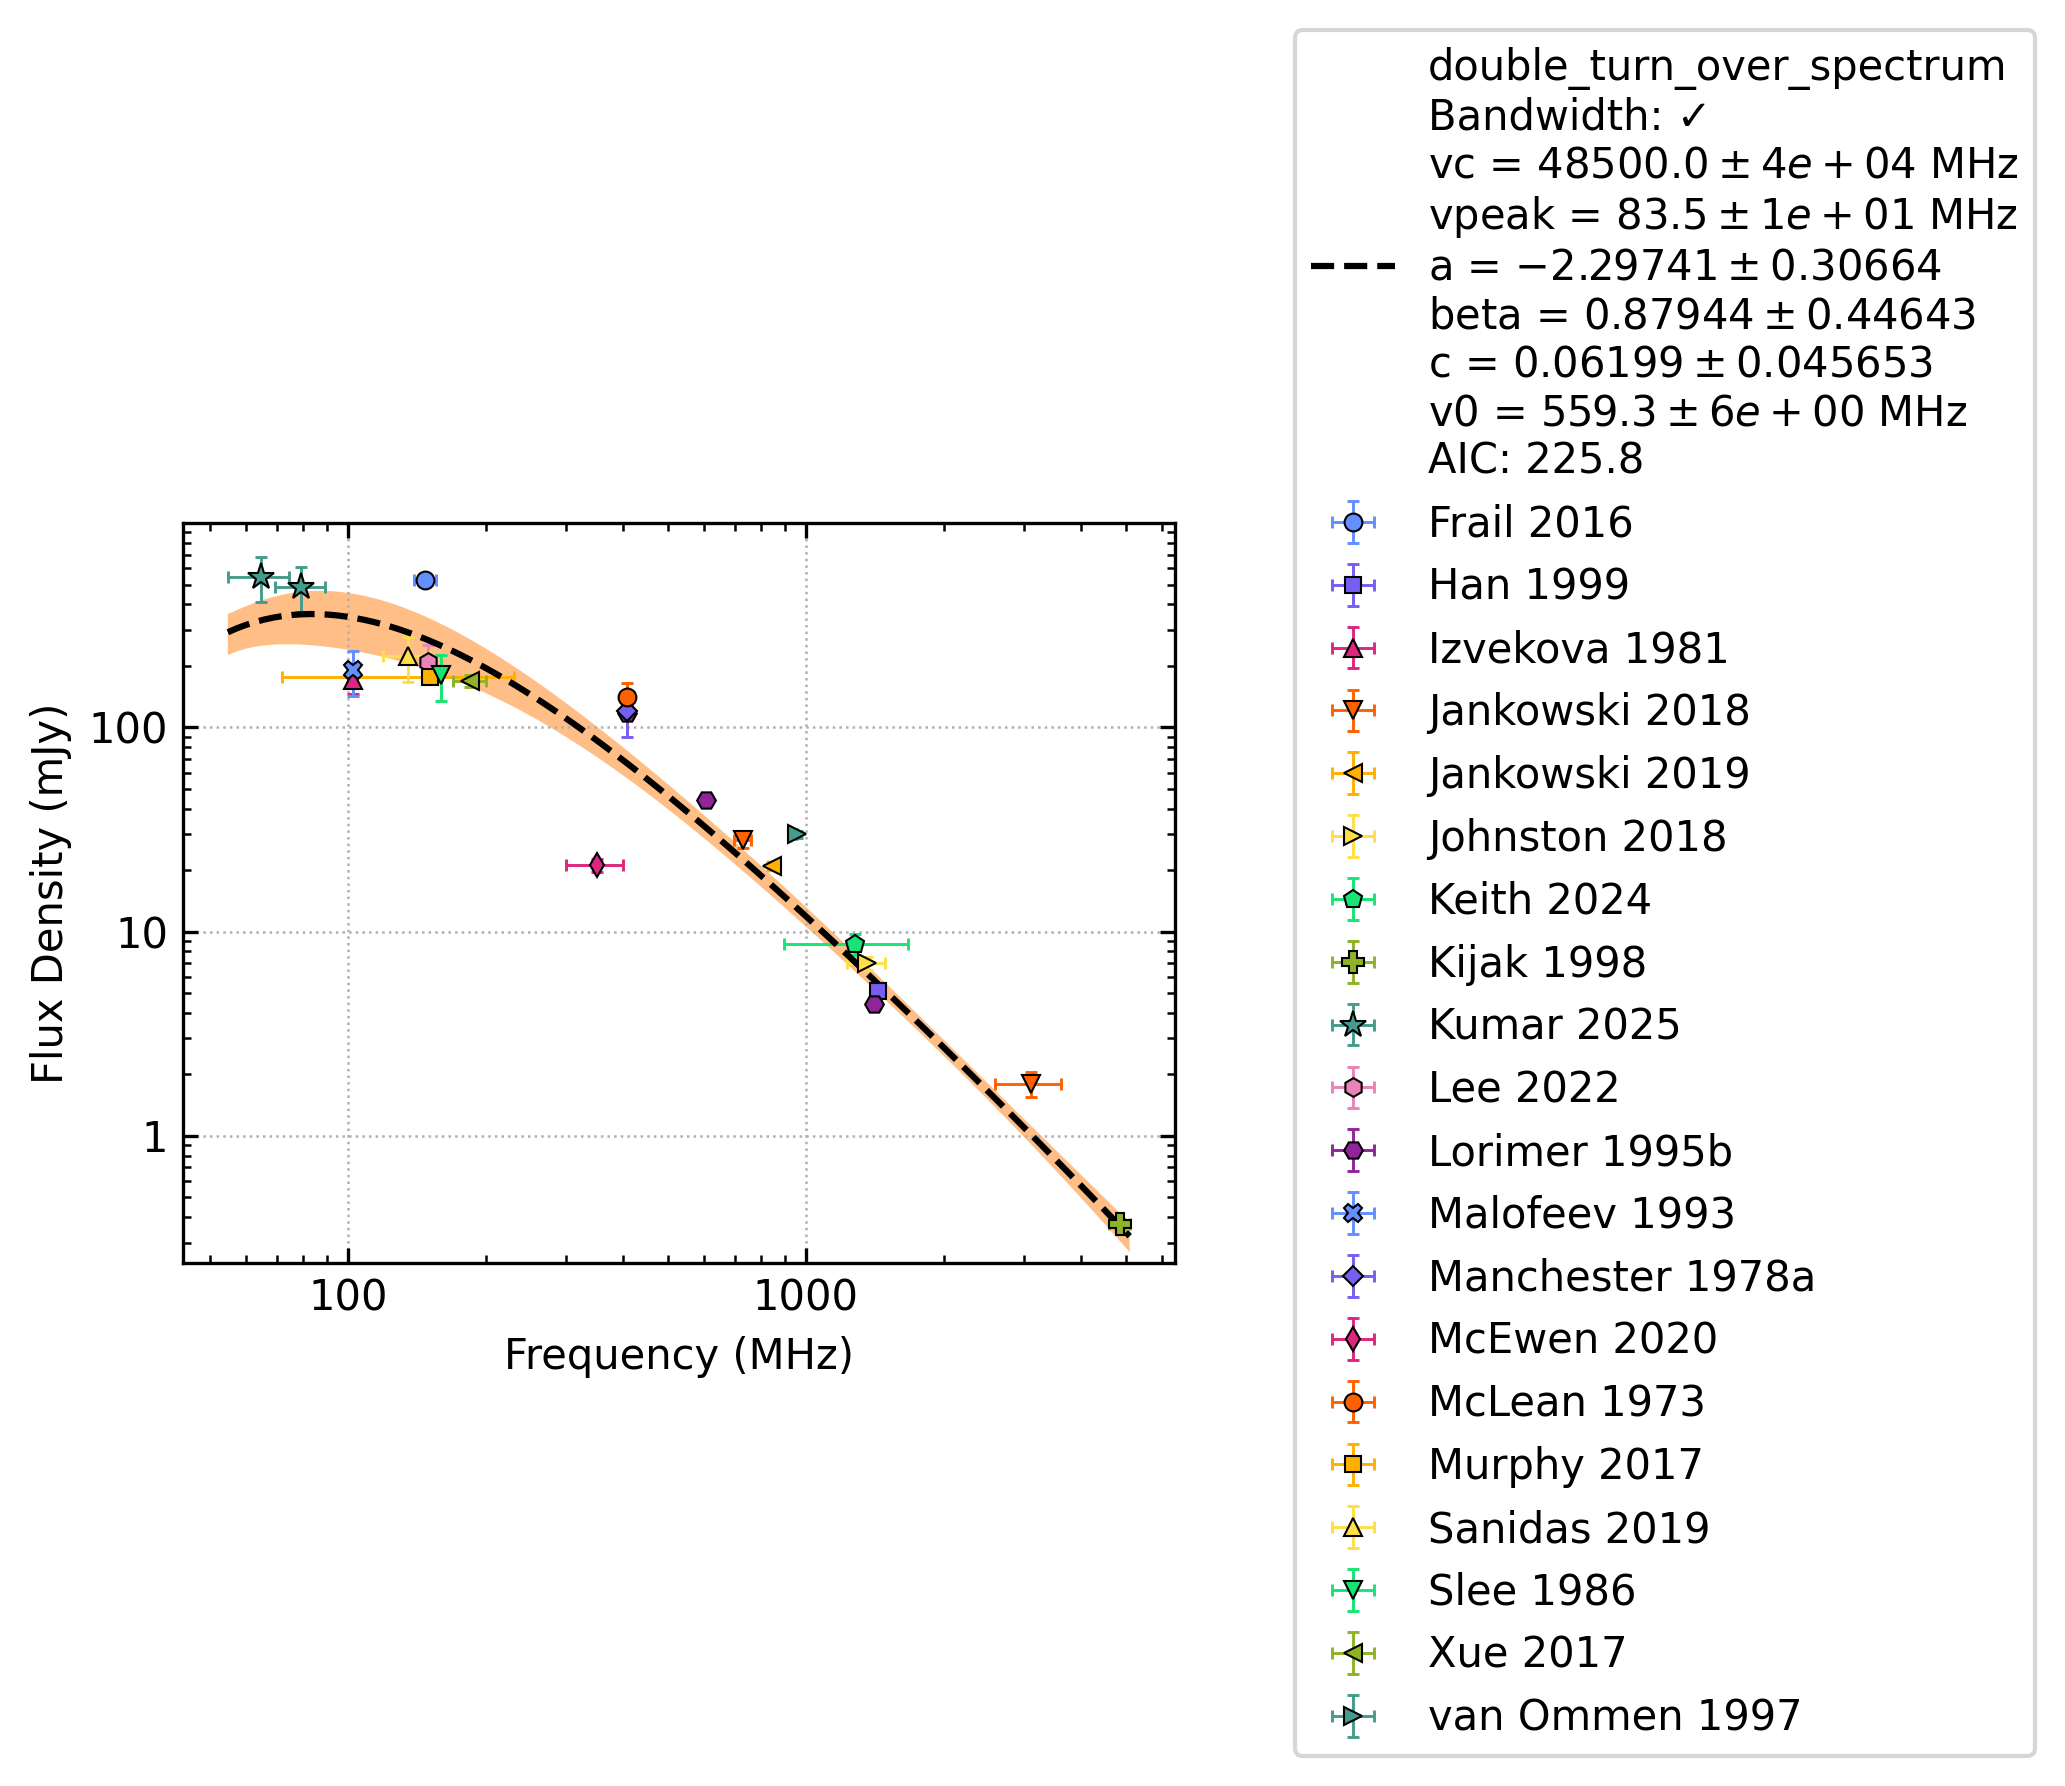 double_turn_over_spectrum
Bandwidth: ✓
vc = 48500.0 ± 4e + 04 MHz
vpeak = 83.5 ± 1e + 01 MHz
a = −2.29741 ± 0.30664
beta = 0.87944 ± 0.44643
c = 0.06199 ± 0.045653
v0 = 559.3 ± 6e + 00 MHz
AIC: 225.8
Frail 2016
Han 1999
Izvekova 1981
Jankowski 2018
Jankowski 2019
Johnston 2018
Keith 2024
Kijak 1998
Kumar 2025
Lee 2022
Lorimer 1995b
Malofeev 1993
Manchester 1978a
McEwen 2020
McLean 1973
Murphy 2017
Sanidas 2019
Slee 1986
Xue 2017
van Ommen 1997
Flux Density (mJy)
100
10
1
100
1000
Frequency (MHz)